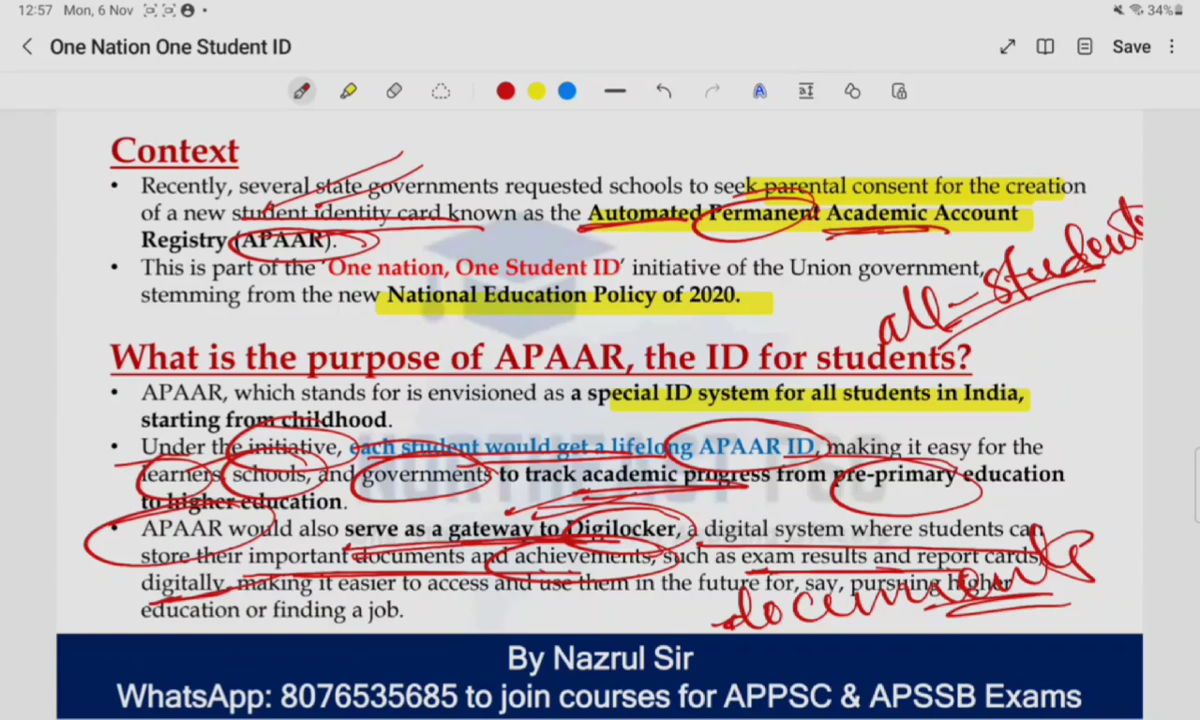 12:57 Mon, 6 Nov
34%
One Nation One Student ID
Save
Context
• Recently, several state governments requested schools to seek parental consent for the creation
of a new student identity card known as the Automated Permanent Academic Account
Registry (APAAR).
• This is part of the 'One nation, One Student ID' initiative of the Union government,
stemming from the new National Education Policy of 2020.
all - students
What is the purpose of APAAR, the ID for students?
• APAAR, which stands for is envisioned as a special ID system for all students in India,
starting from childhood.
• Under the initiative, each student would get a lifelong APAAR ID, making it easy for the
learners, schools, and governments to track academic progress from pre-primary education
to higher education.
• APAAR would also serve as a gateway to Digilocker, a digital system where students can
store their important documents and achievements, such as exam results and report cards,
digitally, making it easier to access and use them in the future for, say, pursuing higher
education or finding a job.
documents
By Nazrul Sir
WhatsApp: 8076535685 to join courses for APPSC & APSSB Exams